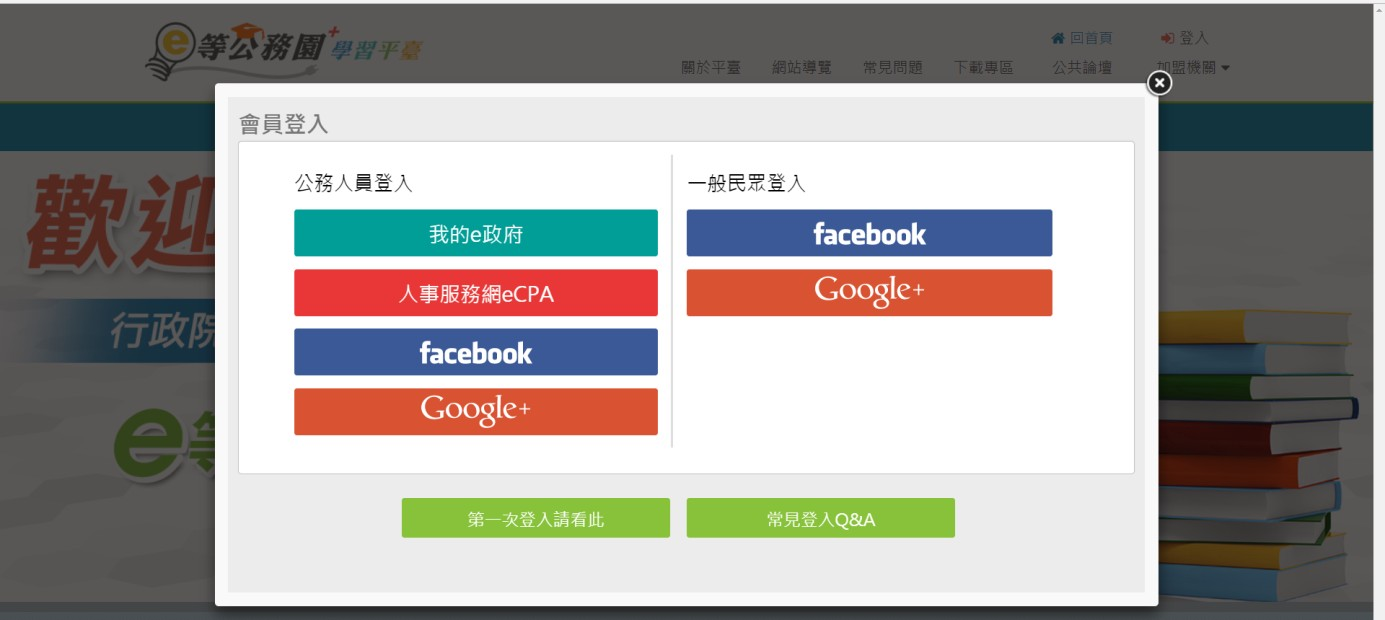 e等公務園+學習平臺
回首頁 登入
關於平臺 網站導覽 常見問題 下載專區 公共論壇 加盟機關
會員登入
公務人員登入
我的e政府
人事服務網eCPA
facebook
Google+
一般民眾登入
facebook
Google+
第一次登入請看此 常見登入Q&A
歡迎
行政院
e等